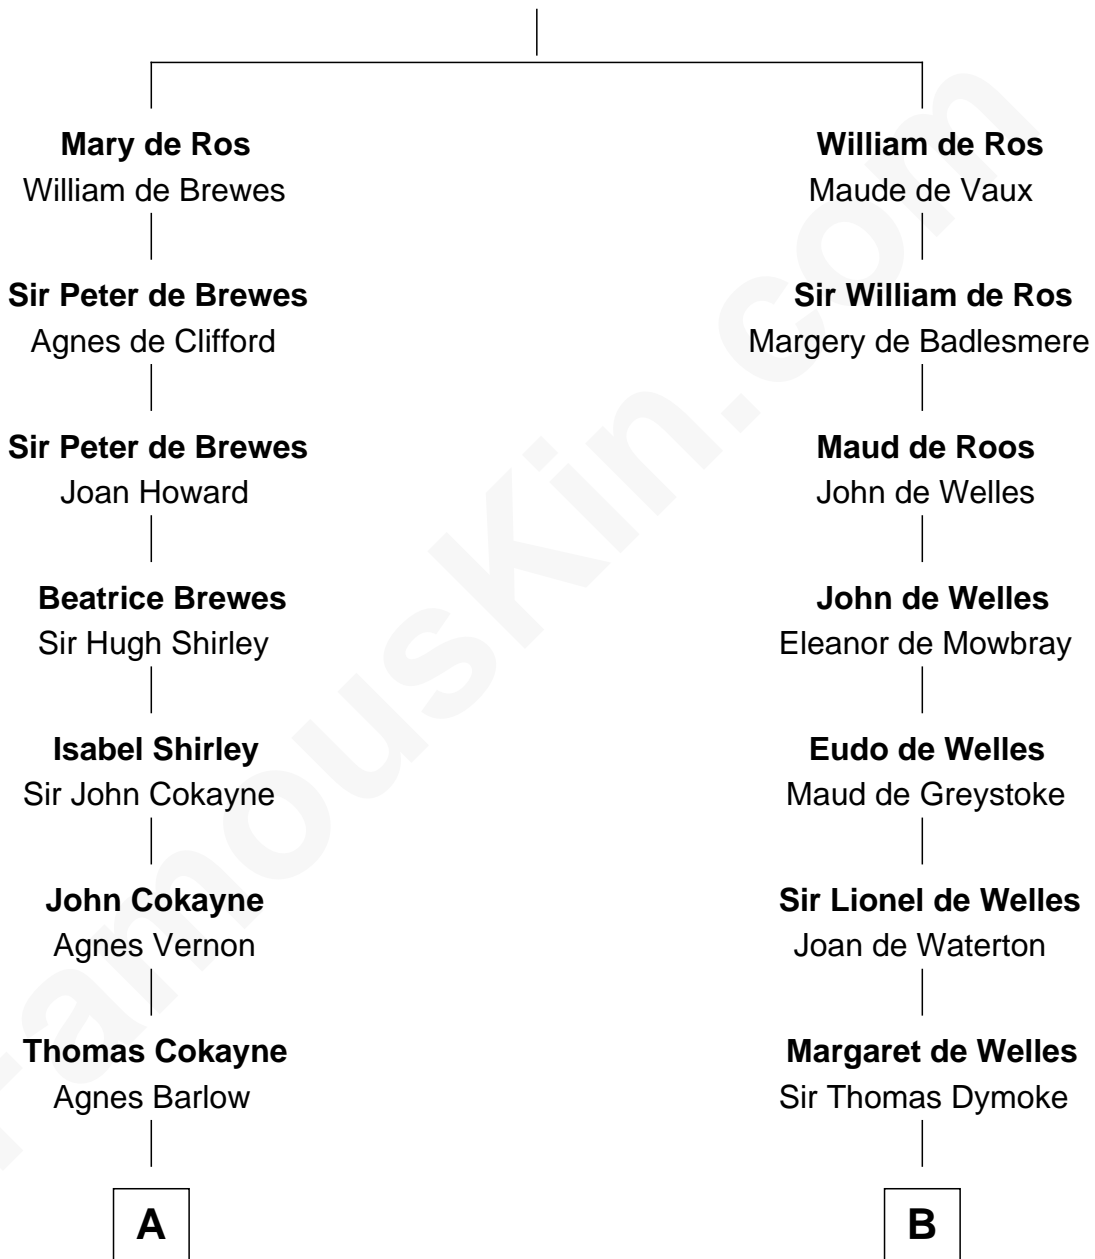 Mary de Ros
William de Brewes
Sir Peter de Brewes
Agnes de Clifford
Sir Peter de Brewes
Joan Howard
Beatrice Brewes
Sir Hugh Shirley
Isabel Shirley
Sir John Cokayne
John Cokayne
Agnes Vernon
Thomas Cokayne
Agnes Barlow
A
William de Ros
Maude de Vaux
Sir William de Ros
Margery de Badlesmere
Maud de Roos
John de Welles
John de Welles
Eleanor de Mowbray
Eudo de Welles
Maud de Greystoke
Sir Lionel de Welles
Joan de Waterton
Margaret de Welles
Sir Thomas Dymoke
B
FamousKin.com